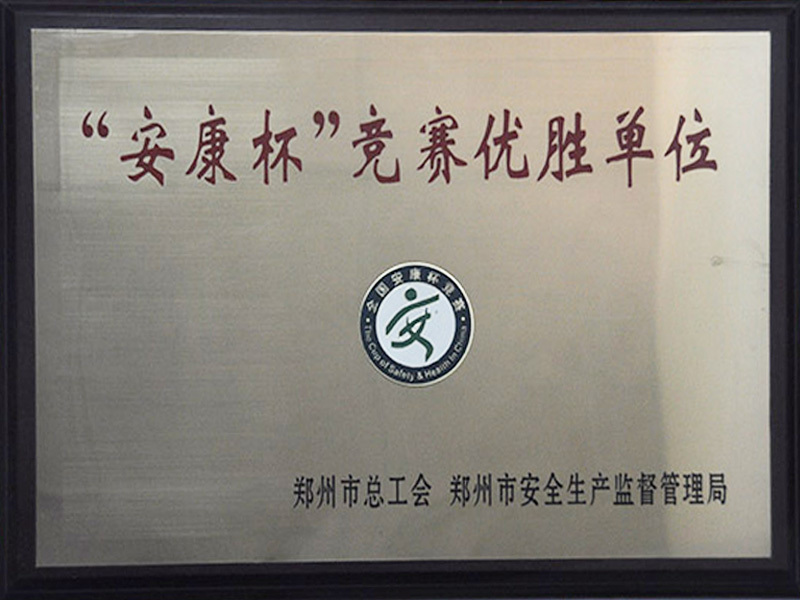 “安康杯”竞赛优胜单位
全国安康杯竞赛
安
The Cup of Safety & Health in China
郑州市总工会 郑州市安全生产监督管理局